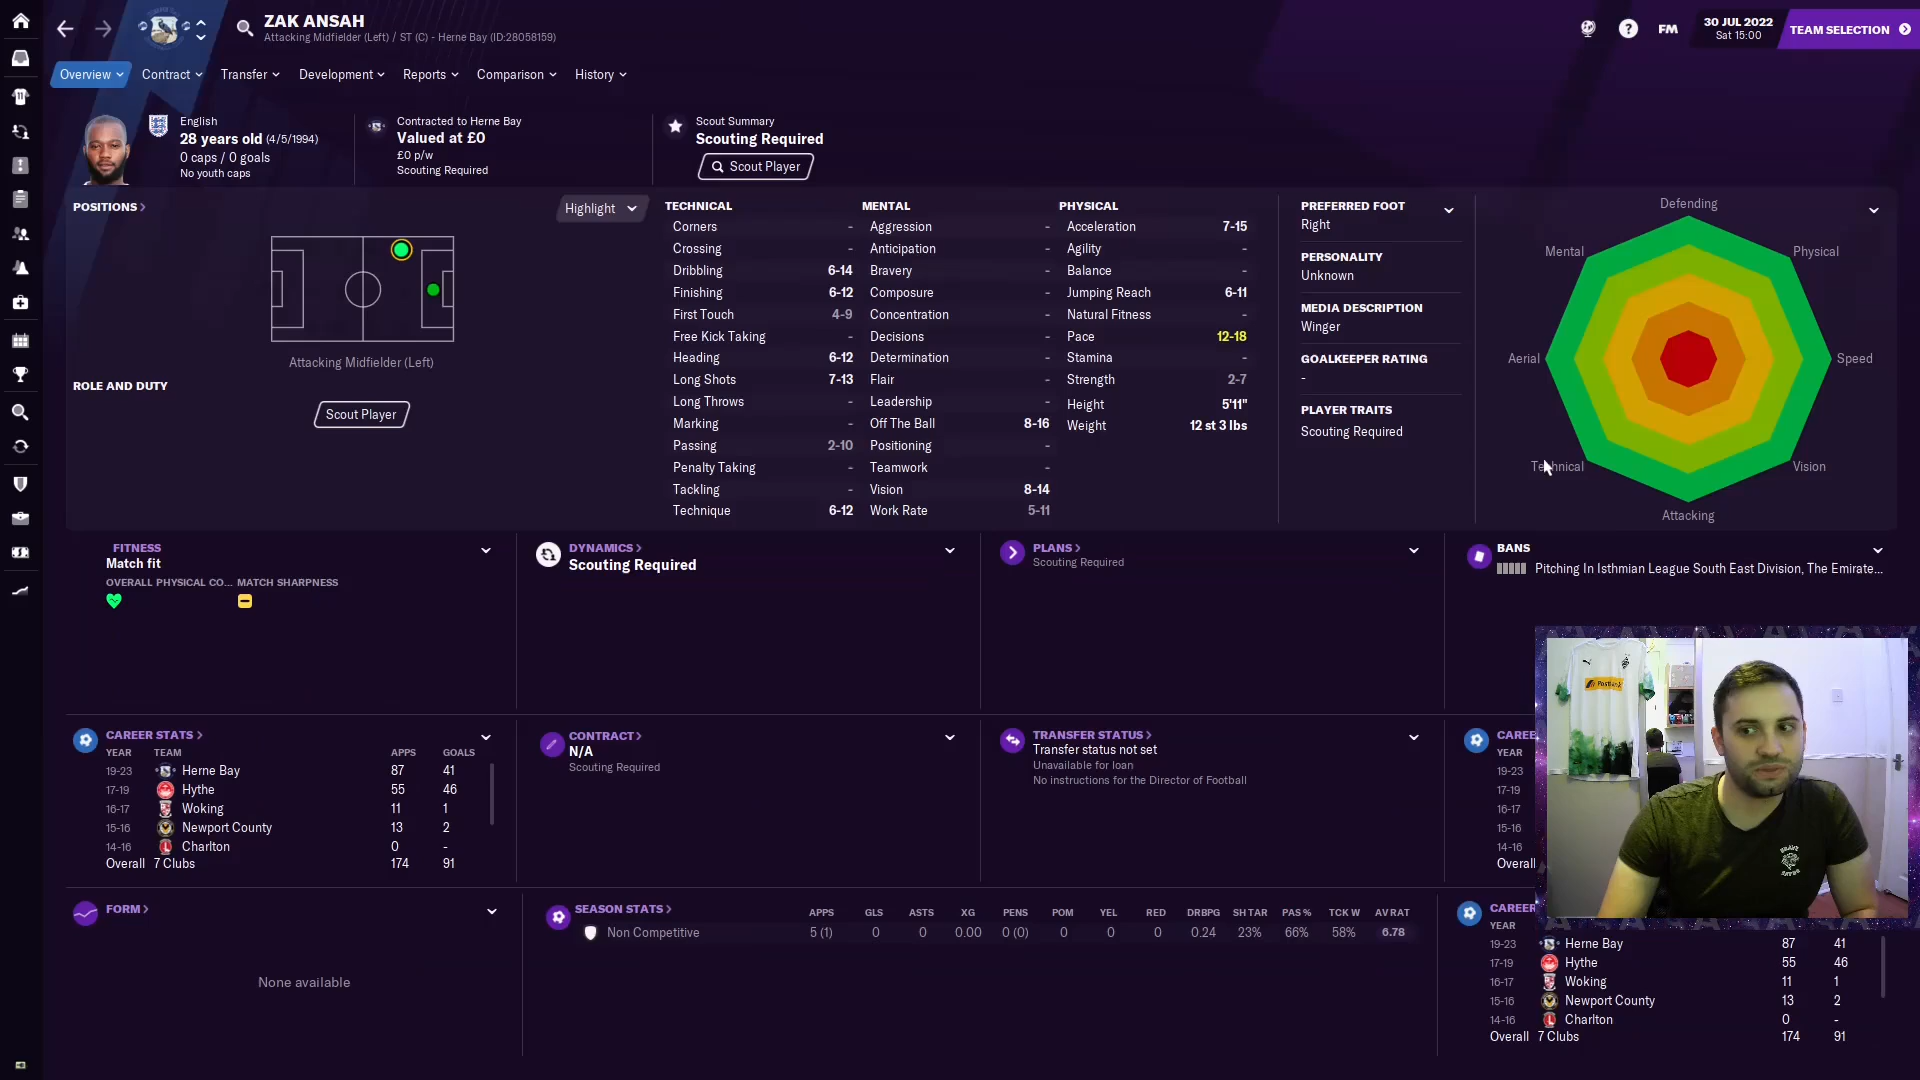 ZAK ANSAH
Attacking Midfielder (Left) / ST (C) - Herne Bay (ID:28058159)
FM
30 JUL 2022
Sat 15:00
TEAM SELECTION
Overview
Contract
Transfer
Development
Reports
Comparison
History
English
28 years old (4/5/1994)
0 caps / 0 goals
No youth caps
Contracted to Herne Bay
Valued at £0
£0 p/w
Scouting Required
Scout Summary
Scouting Required
Scout Player
POSITIONS
Highlight
Attacking Midfielder (Left)
ROLE AND DUTY
Scout Player
TECHNICAL
Corners -
Crossing -
Dribbling 6-14
Finishing 6-12
First Touch 4-9
Free Kick Taking -
Heading 6-12
Long Shots 7-13
Long Throws -
Marking -
Passing 2-10
Penalty Taking -
Tackling -
Technique 6-12
MENTAL
Aggression -
Anticipation -
Bravery -
Composure -
Concentration -
Decisions -
Determination -
Flair -
Leadership -
Off The Ball 8-16
Positioning -
Teamwork -
Vision 8-14
Work Rate 5-11
PHYSICAL
Acceleration 7-15
Agility -
Balance -
Jumping Reach 6-11
Natural Fitness -
Pace 12-18
Stamina -
Strength 2-7
Height 5'11"
Weight 12 st 3 lbs
PREFERRED FOOT
Right
PERSONALITY
Unknown
MEDIA DESCRIPTION
Winger
GOALKEEPER RATING
-
PLAYER TRAITS
Scouting Required
Defending
Mental
Physical
Aerial
Speed
Technical
Vision
Attacking
FITNESS
Match fit
OVERALL PHYSICAL CO... MATCH SHARPNESS
DYNAMICS
Scouting Required
PLANS
Scouting Required
BANS
Pitching In Isthmian League South East Division, The Emirate...
CAREER STATS
YEAR TEAM APPS GOALS
19-23 Herne Bay 87 41
17-19 Hythe 55 46
16-17 Woking 11 1
15-16 Newport County 13 2
14-16 Charlton 0 -
Overall 7 Clubs 174 91
CONTRACT
N/A
Scouting Required
TRANSFER STATUS
Transfer status not set
Unavailable for loan
No instructions for the Director of Football
CAREE
YEAR
19-23
17-19
16-17
15-16
14-16
Overall
Postbank
FORM
None available
SEASON STATS APPS GLS ASTS XG PENS POM YEL RED DRBPG SH TAR PAS % TCK W AV RAT
Non Competitive 5 (1) 0 0 0.00 0 (0) 0 0 0 0.24 23% 66% 58% 6.78
CAREER
YEAR
19-23 Herne Bay 87 41
17-19 Hythe 55 46
16-17 Woking 11 1
15-16 Newport County 13 2
14-16 Charlton 0 -
Overall 7 Clubs 174 91